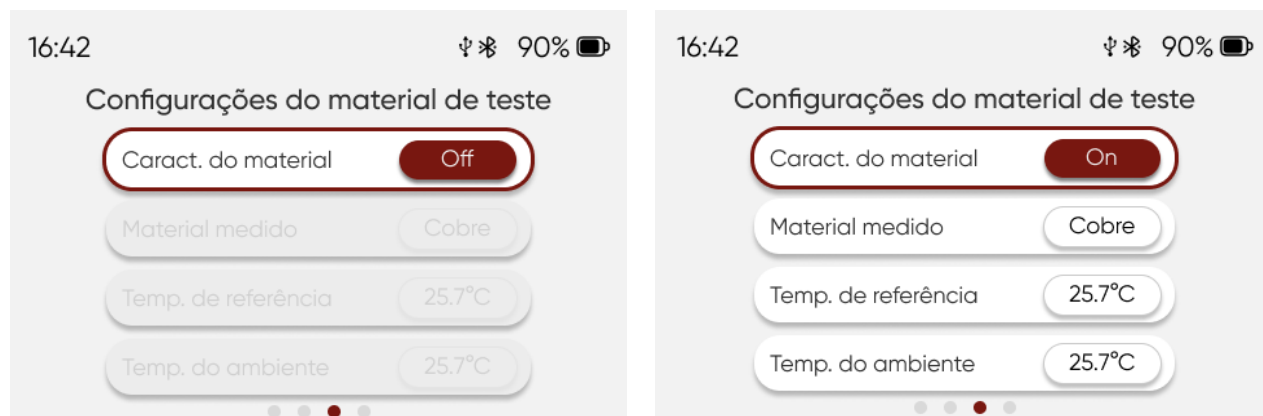 16:42 90%
Configurações do material de teste
Caract. do material Off
Material medido Cobre
Temp. de referência 25.7°C
Temp. do ambiente 25.7°C
16:42 90%
Configurações do material de teste
Caract. do material On
Material medido Cobre
Temp. de referência 25.7°C
Temp. do ambiente 25.7°C